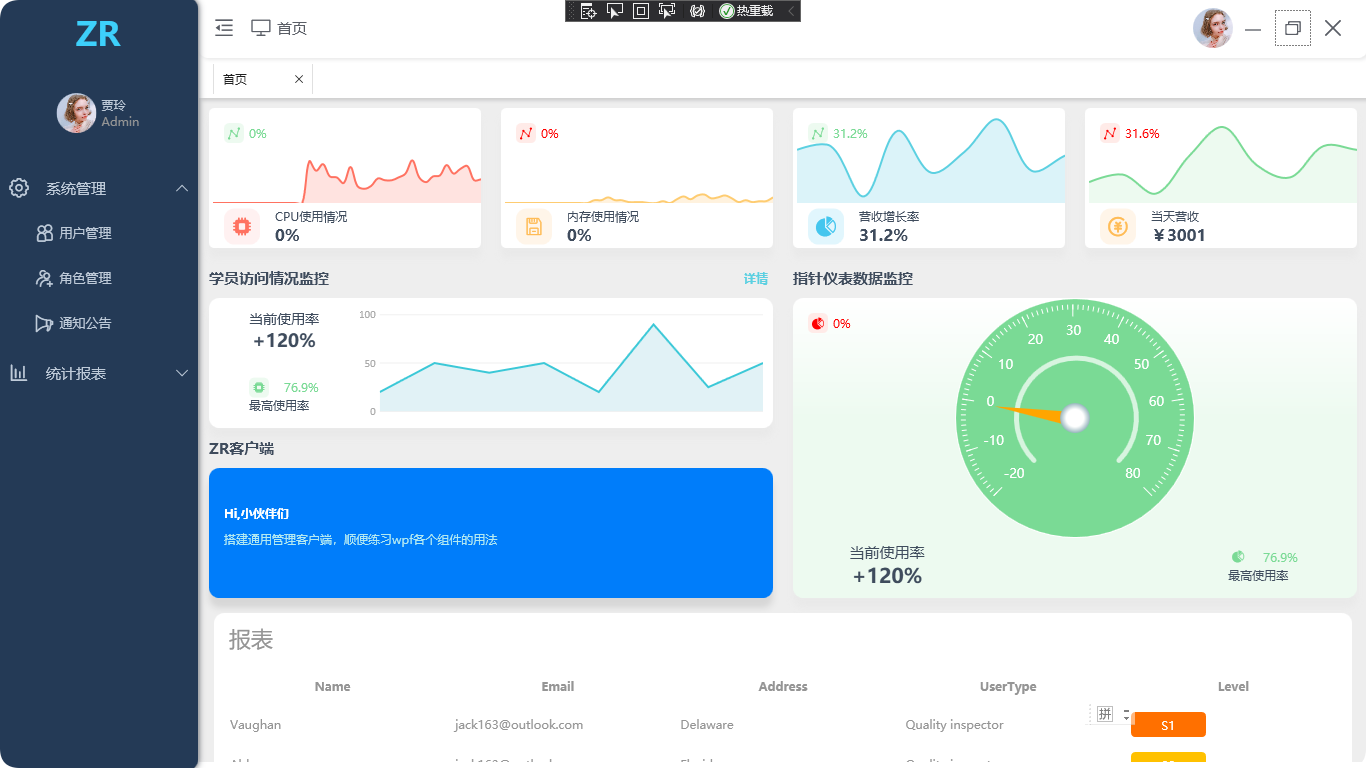 ZR
首页
热重载
首页
贾玲
Admin
系统管理
用户管理
角色管理
通知公告
统计报表
0%
CPU使用情况
0%
0%
内存使用情况
0%
31.2%
营收增长率
31.2%
31.6%
当天营收
¥3001
学员访问情况监控
详情
当前使用率
+120%
76.9%
最高使用率
100
50
0
ZR客户端
Hi,小伙伴们
搭建通用管理客户端，顺便练习wpf各个组件的用法
指针仪表数据监控
0%
-20
-10
0
10
20
30
40
50
60
70
80
当前使用率
+120%
76.9%
最高使用率
报表
Name Email Address UserType Level
Vaughan jack163@outlook.com Delaware Quality inspector S1
拼